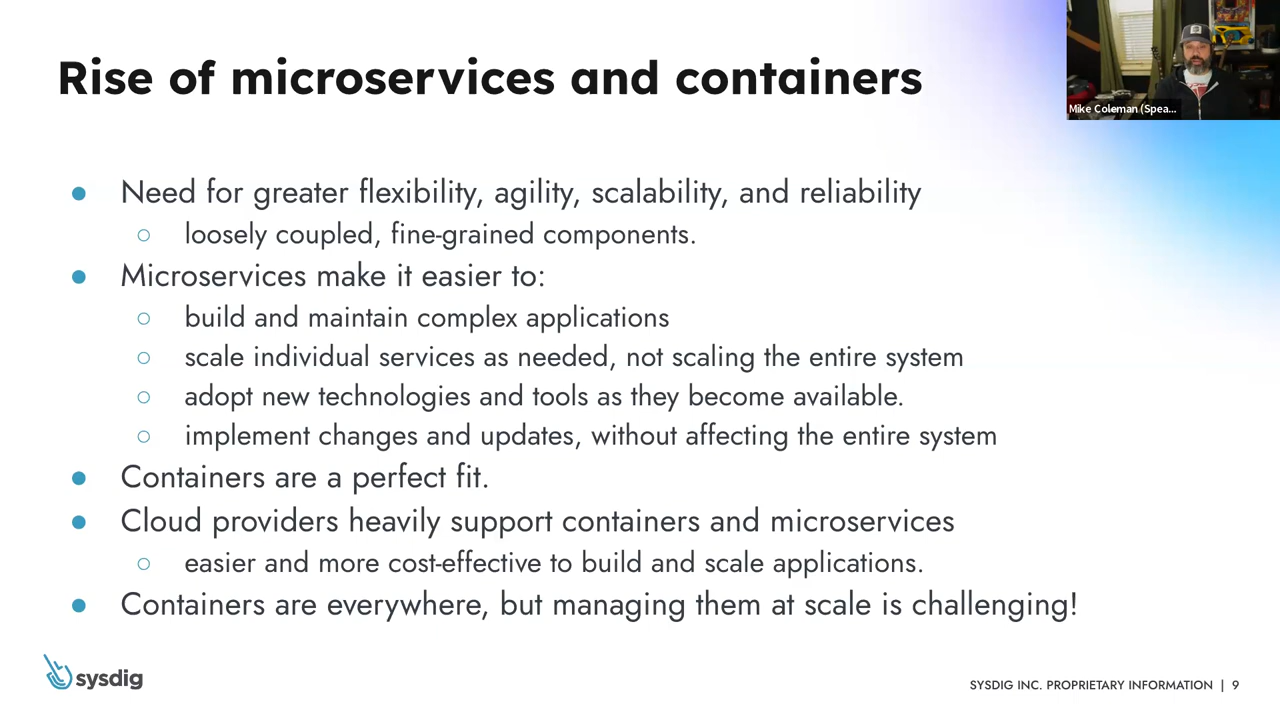 Rise of microservices and containers
Mike Coleman (Spea...
● Need for greater flexibility, agility, scalability, and reliability
○ loosely coupled, fine-grained components.
● Microservices make it easier to:
○ build and maintain complex applications
○ scale individual services as needed, not scaling the entire system
○ adopt new technologies and tools as they become available.
○ implement changes and updates, without affecting the entire system
● Containers are a perfect fit.
● Cloud providers heavily support containers and microservices
○ easier and more cost-effective to build and scale applications.
● Containers are everywhere, but managing them at scale is challenging!
sysdig
SYSDIG INC. PROPRIETARY INFORMATION | 9